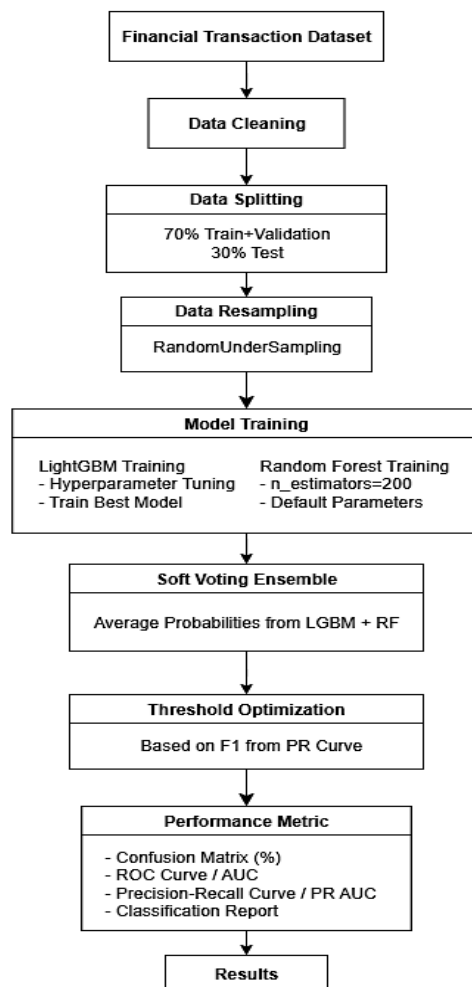 Financial Transaction Dataset
Data Cleaning
Data Splitting
70% Train+Validation
30% Test
Data Resampling
RandomUnderSampling
Model Training
LightGBM Training
- Hyperparameter Tuning
- Train Best Model
Random Forest Training
- n_estimators=200
- Default Parameters
Soft Voting Ensemble
Average Probabilities from LGBM + RF
Threshold Optimization
Based on F1 from PR Curve
Performance Metric
- Confusion Matrix (%)
- ROC Curve / AUC
- Precision-Recall Curve / PR AUC
- Classification Report
Results